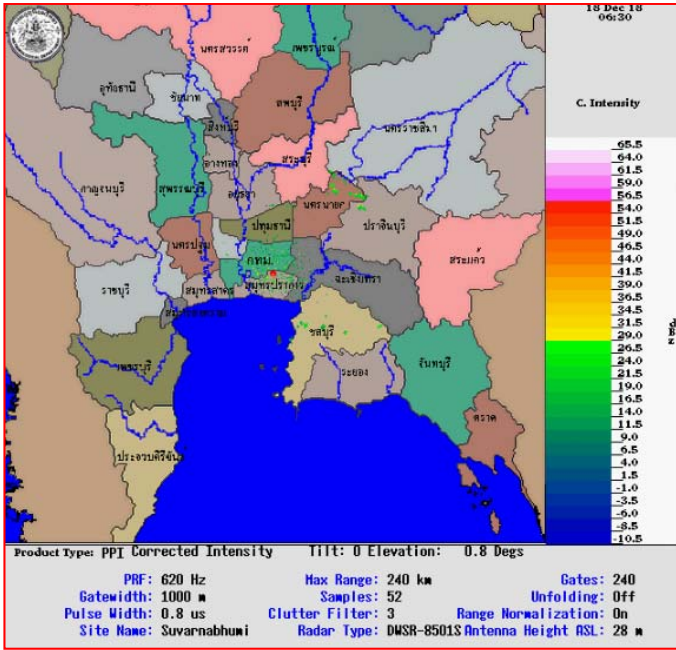 18 Dec 18
06:30
นครสวรรค์
เพชรบูรณ์
อุทัยธานี
ชัยนาท
ลพบุรี
สิงห์บุรี
นครราชสีมา
อ่างทอง
สระบุรี
กาญจนบุรี
สุพรรณบุรี
อยุธยา
นครนายก
ปราจีนบุรี
ปทุมธานี
นครปฐม
กทม.
สระแก้ว
ราชบุรี
สมุทรสาคร
สมุทรปราการ
ฉะเชิงเทรา
สมุทรสงคราม
ชลบุรี
เพชรบุรี
ระยอง
จันทบุรี
ตราด
ประจวบคีรีขันธ์
C. Intensity
65.5
64.0
61.5
59.0
56.5
54.0
51.5
49.0
46.5
44.0
41.5
39.0
36.5
34.0
31.5
29.0
26.5
24.0
21.5
19.0
16.5
14.0
11.5
9.0
6.5
4.0
1.5
-1.0
-3.5
-6.0
-8.5
-10.5
Product Type: PPI Corrected Intensity Tilt: 0 Elevation: 0.8 Degs
PRF: 620 Hz Max Range: 240 km Gates: 240
Gatewidth: 1000 m Samples: 52 Unfolding: Off
Pulse Width: 0.8 us Clutter Filter: 3 Range Normalization: On
Site Name: Suvarnabhumi Radar Type: DWSR-8501S Antenna Height ASL: 28 m